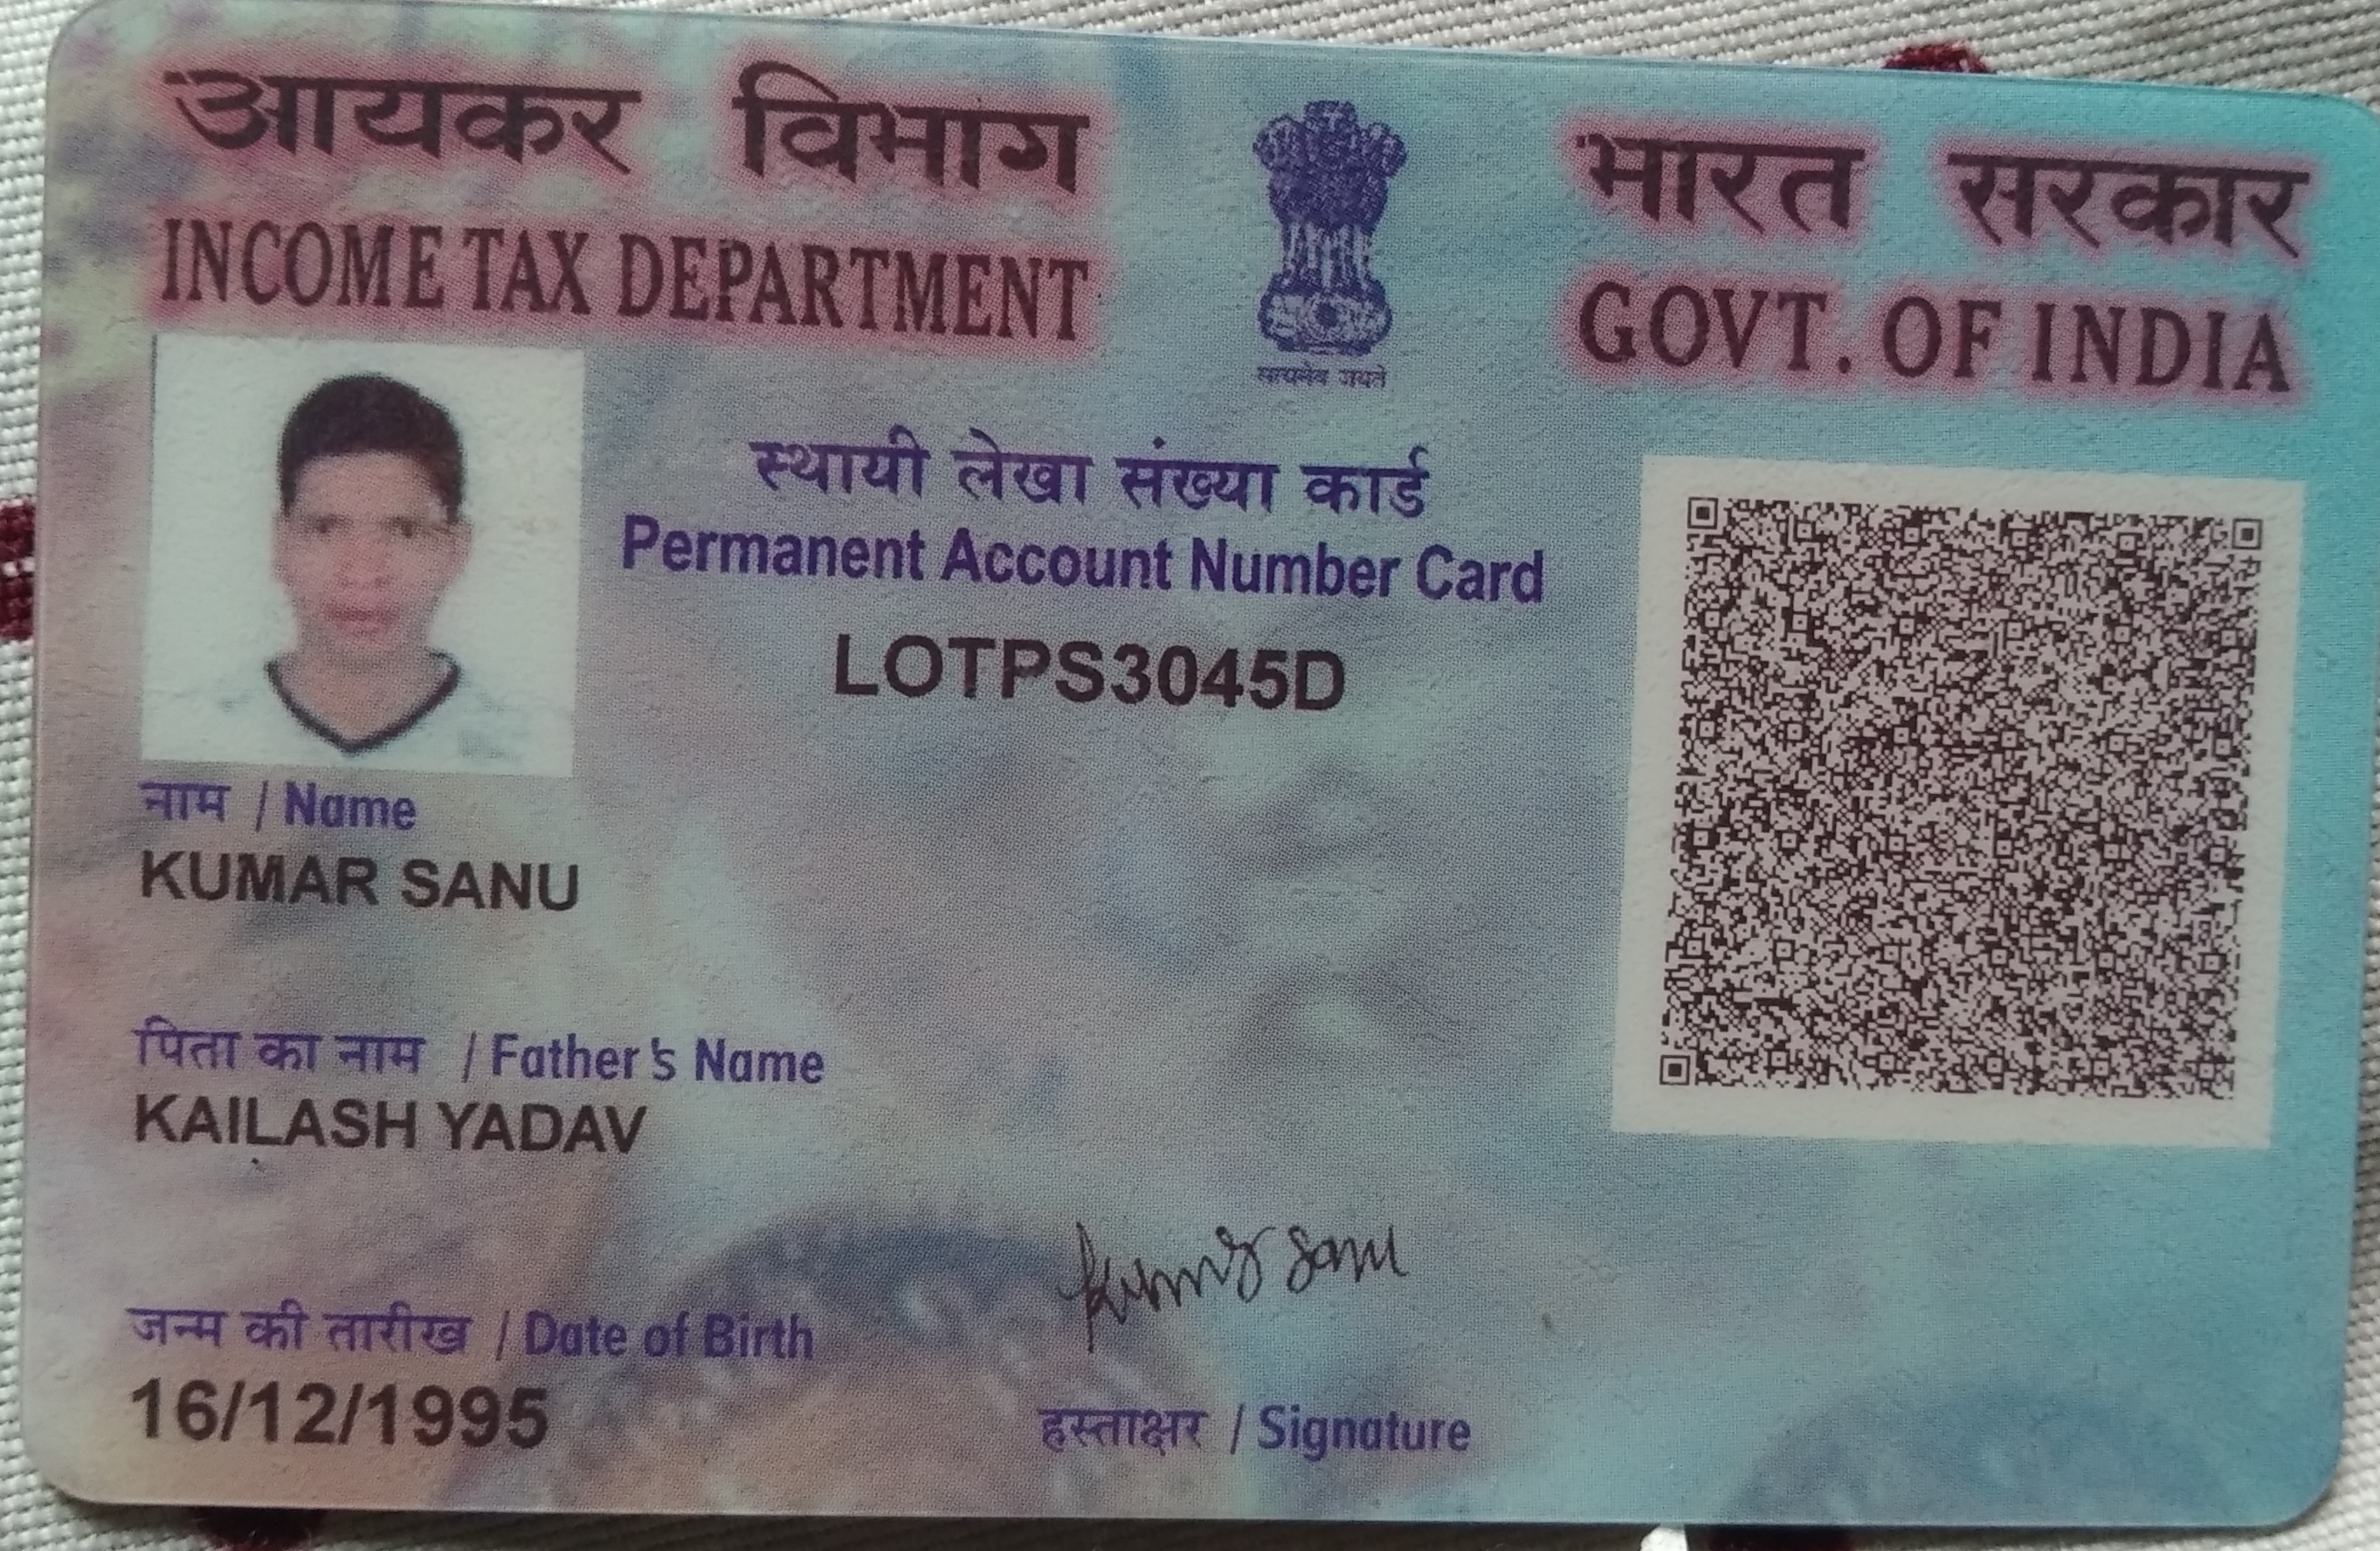 आयकर विभाग
INCOME TAX DEPARTMENT
सत्यमेव जयते
भारत सरकार
GOVT. OF INDIA
स्थायी लेखा संख्या कार्ड
Permanent Account Number Card
LOTPS3045D
नाम / Name
KUMAR SANU
पिता का नाम / Father's Name
KAILASH YADAV
जन्म की तारीख / Date of Birth
16/12/1995
Kumar Sanu
हस्ताक्षर / Signature